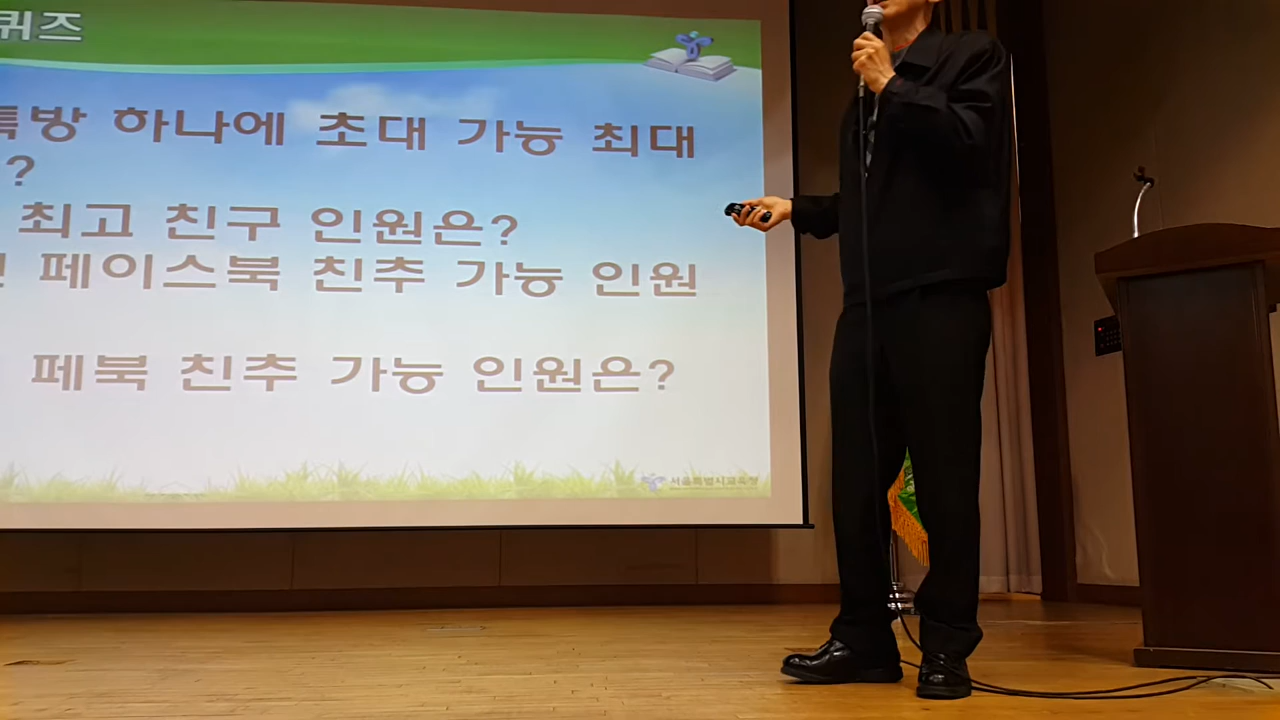 퀴즈
톡방 하나에 초대 가능 최대
?
최고 친구 인원은?
페이스북 친추 가능 인원
페북 친추 가능 인원은?
서울특별시교육청